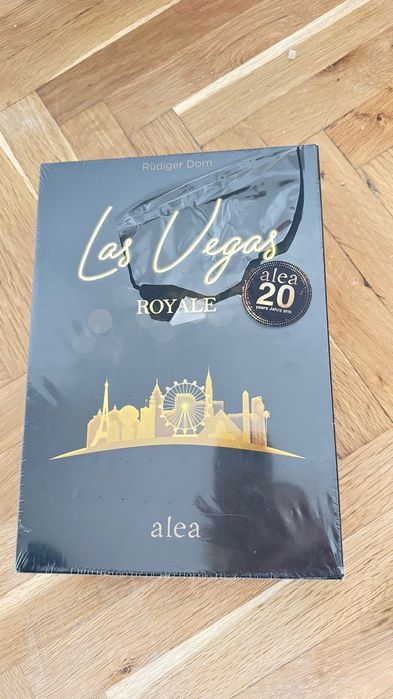 Rüdiger Dorn
Las Vegas
ROYALE
alea
20
years Jahre ans
alea